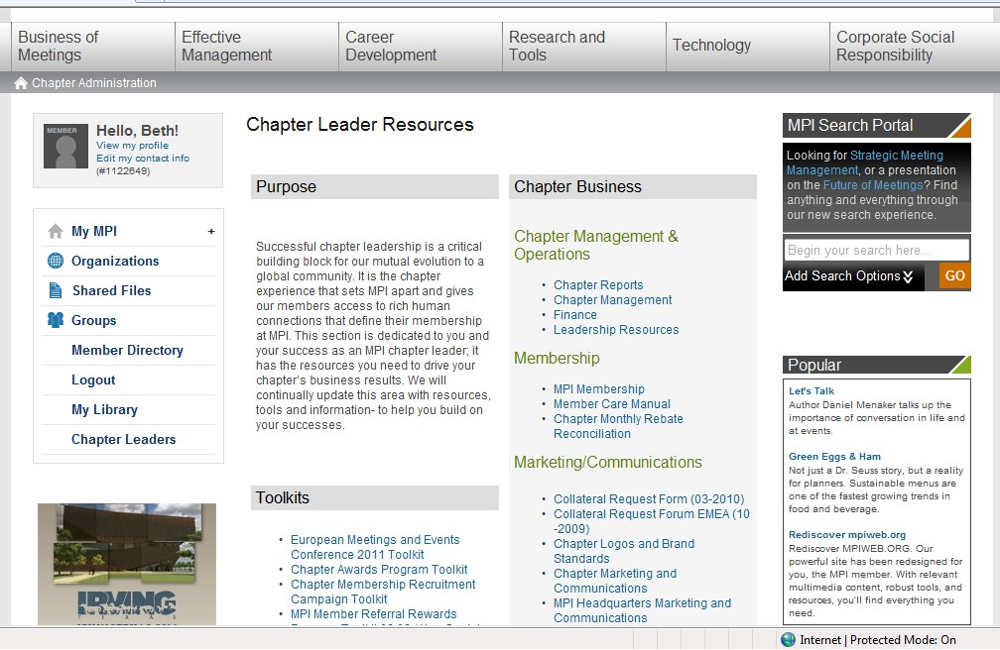 Business of
Meetings
Effective
Management
Career
Development
Research and
Tools
Technology
Corporate Social
Responsibility
Chapter Administration
MEMBER
Hello, Beth!
View my profile
Edit my contact info
(#1122649)
My MPI +
Organizations
Shared Files
Groups
Member Directory
Logout
My Library
Chapter Leaders
IRVING
TEXAS
Chapter Leader Resources
Purpose
Successful chapter leadership is a critical
building block for our mutual evolution to a
global community. It is the chapter
experience that sets MPI apart and gives
our members access to rich human
connections that define their membership
at MPI. This section is dedicated to you and
your success as an MPI chapter leader; it
has the resources you need to drive your
chapter's business results. We will
continually update this area with resources,
tools and information- to help you build on
your successes.
Toolkits
• European Meetings and Events
Conference 2011 Toolkit
• Chapter Awards Program Toolkit
• Chapter Membership Recruitment
Campaign Toolkit
• MPI Member Referral Rewards
Chapter Business
Chapter Management &
Operations
• Chapter Reports
• Chapter Management
• Finance
• Leadership Resources
Membership
• MPI Membership
• Member Care Manual
• Chapter Monthly Rebate
Reconciliation
Marketing/Communications
• Collateral Request Form (03-2010)
• Collateral Request Forum EMEA (10
-2009)
• Chapter Logos and Brand
Standards
• Chapter Marketing and
Communications
• MPI Headquarters Marketing and
Communications
MPI Search Portal
Looking for Strategic Meeting
Management, or a presentation
on the Future of Meetings? Find
anything and everything through
our new search experience.
Begin your search here...
Add Search Options
GO
Popular
Let's Talk
Author Daniel Menaker talks up the
importance of conversation in life and
at events.
Green Eggs & Ham
Not just a Dr. Seuss story, but a reality
for planners. Sustainable menus are
one of the fastest growing trends in
food and beverage.
Rediscover mpiweb.org
Rediscover MPIWEB.ORG. Our
powerful site has been redesigned for
you, the MPI member. With relevant
multimedia content, robust tools, and
resources, you'll find everything you
need.
Internet | Protected Mode: On